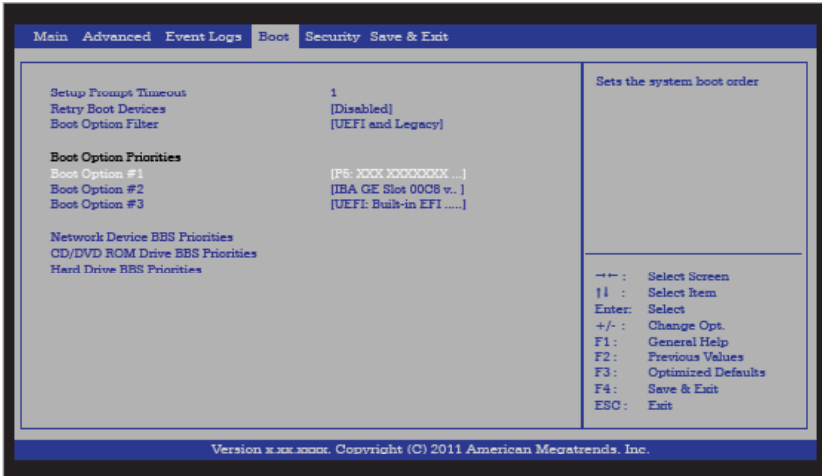 Main Advanced Event Logs Boot Security Save & Exit
Setup Prompt Timeout 1
Retry Boot Devices [Disabled]
Boot Option Filter [UEFI and Legacy]
Boot Option Priorities
Boot Option #1 [P5: XXX XXXXXXX ...]
Boot Option #2 [IBA GE Slot 00C8 v.. ]
Boot Option #3 [UEFI: Built-in EFI .....]
Network Device BBS Priorities
CD/DVD ROM Drive BBS Priorities
Hard Drive BBS Priorities
Sets the system boot order
→← : Select Screen
↑↓ : Select Item
Enter: Select
+/- : Change Opt.
F1 : General Help
F2 : Previous Values
F3 : Optimized Defaults
F4 : Save & Exit
ESC : Exit
Version x.xx.xxxx. Copyright (C) 2011 American Megatrends, Inc.